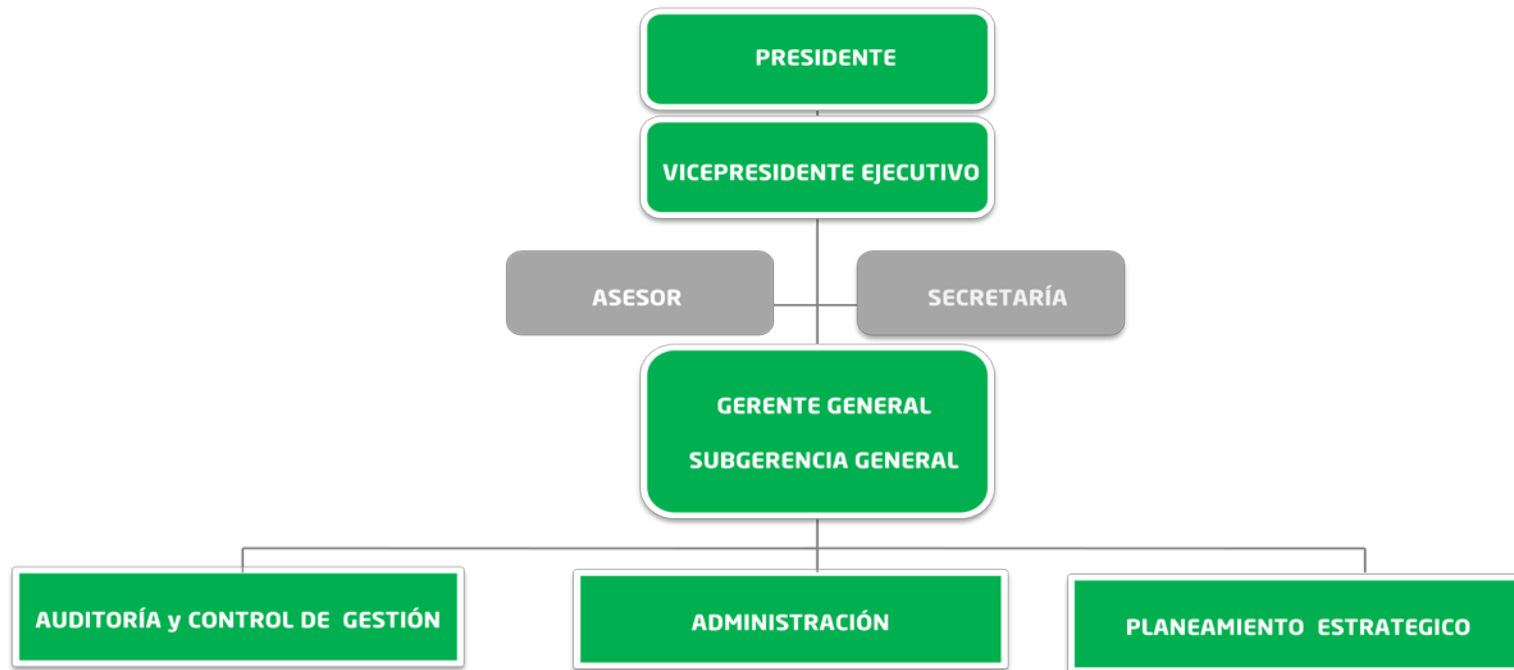 PRESIDENTE
VICEPRESIDENTE EJECUTIVO
ASESOR
SECRETARÍA
GERENTE GENERAL
SUBGERENCIA GENERAL
AUDITORÍA y CONTROL DE GESTIÓN
ADMINISTRACIÓN
PLANEAMIENTO ESTRATEGICO